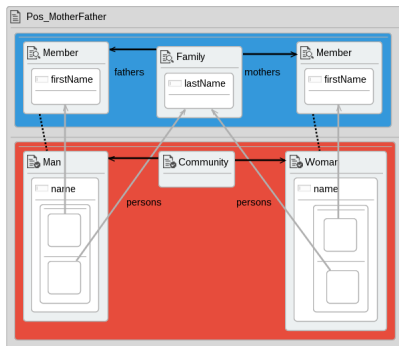 Pos_MotherFather
Member
Family
Member
fathers
mothers
firstName
lastName
firstName
Man
Community
Woman
name
name
persons
persons